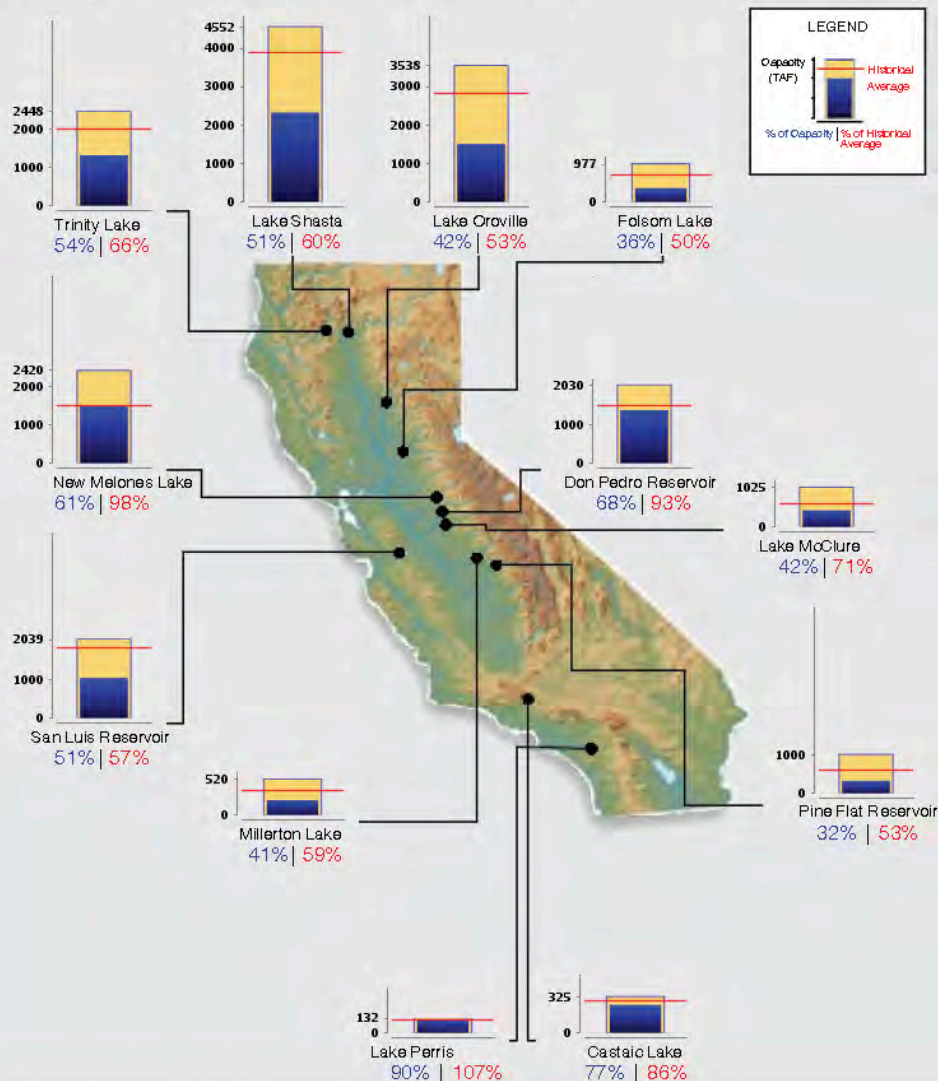 4552
4000
3000
2000
1000
0
Lake Shasta
51% | 60%
3538
3000
2000
1000
0
Lake Oroville
42% | 53%
LEGEND
Capacity
(TAF)
Historical
Average
% of Capacity | % of Historical
Average
2448
2000
1000
0
Trinity Lake
54% | 66%
977
0
Folsom Lake
36% | 50%
2420
2000
1000
0
New Melones Lake
61% | 98%
2030
1000
0
Don Pedro Reservoir
68% | 93%
1025
0
Lake McClure
42% | 71%
2039
1000
0
San Luis Reservoir
51% | 57%
520
0
Millerton Lake
41% | 59%
1000
0
Pine Flat Reservoir
32% | 53%
132
0
Lake Perris
90% | 107%
325
0
Castaic Lake
77% | 86%